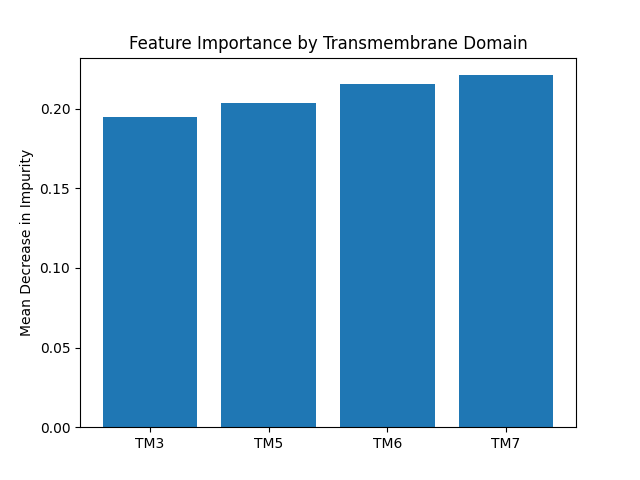 Feature Importance by Transmembrane Domain
Mean Decrease in Impurity
0.20
0.15
0.10
0.05
0.00
TM3 TM5 TM6 TM7